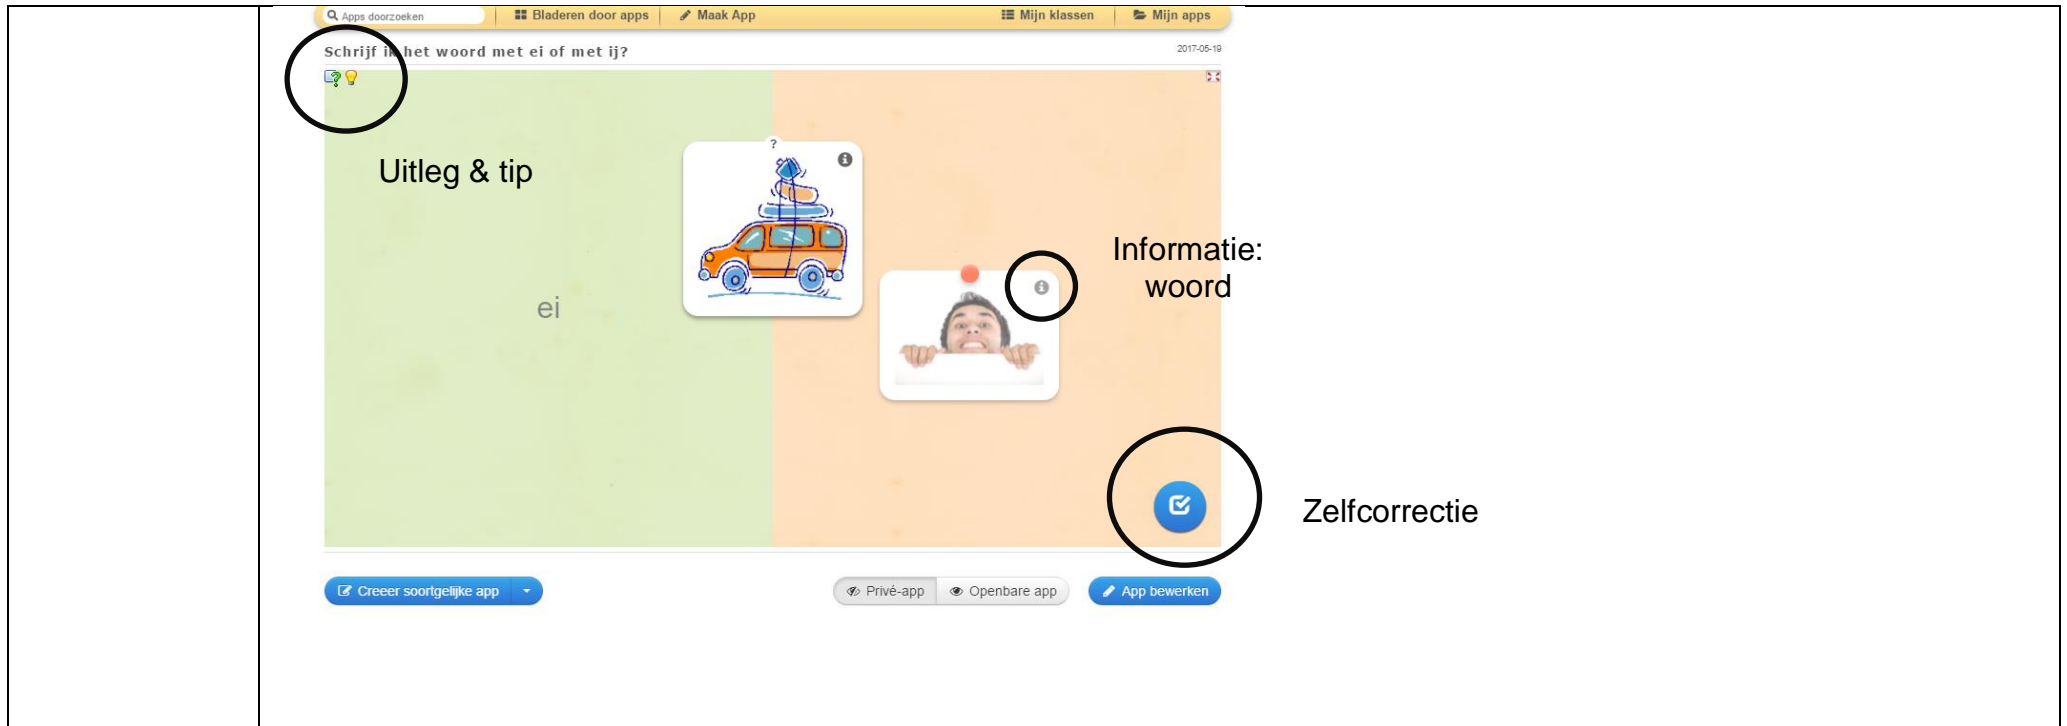 Apps doorzoeken Bladeren door apps Maak App Mijn klassen Mijn apps
Schrijf ik het woord met ei of met ij? 2017-05-19
?
Uitleg & tip
Informatie:
woord
ei
Zelfcorrectie
Creeer soortgelijke app Privé-app Openbare app App bewerken